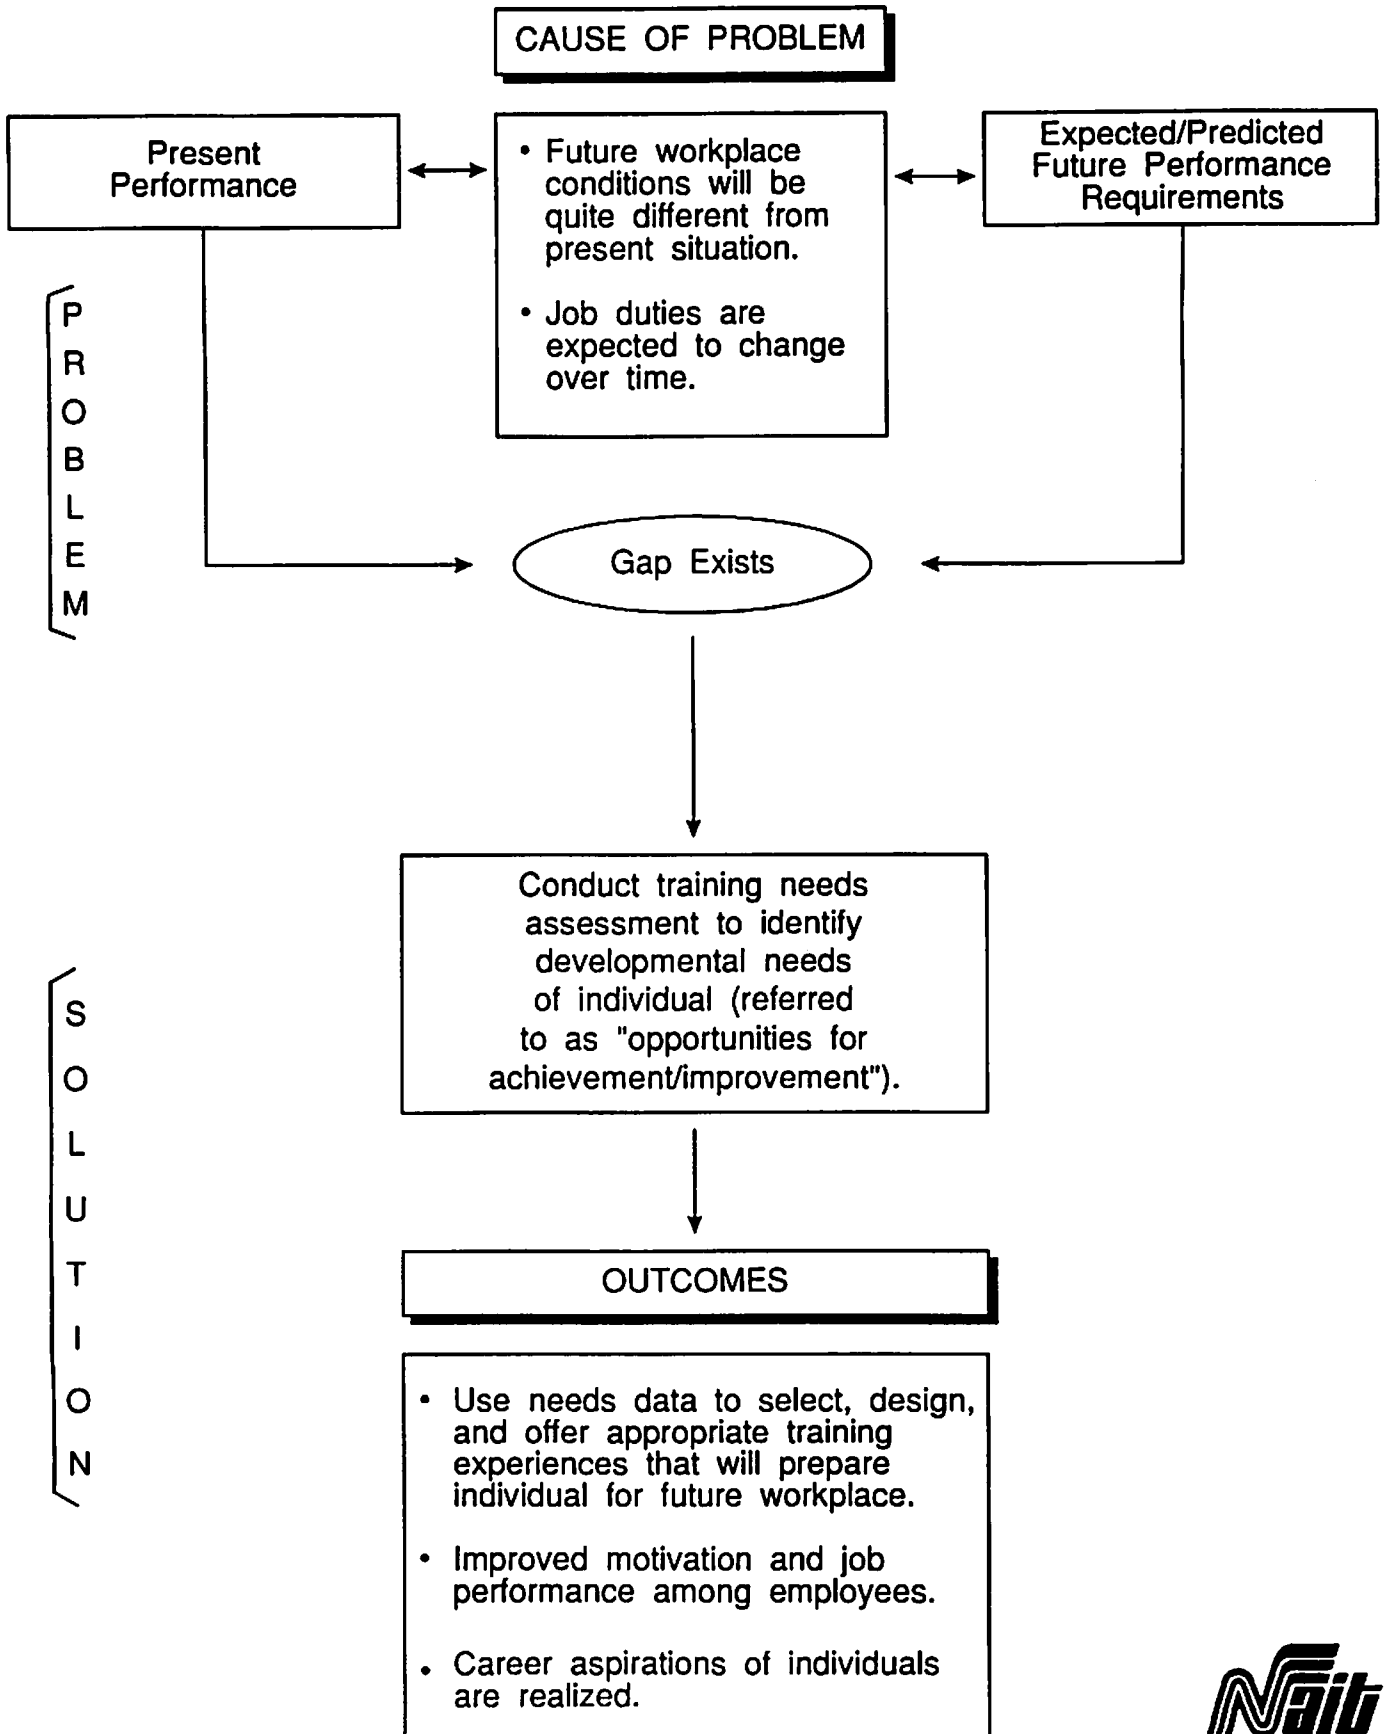 CAUSE OF PROBLEM
Present
Performance
• Future workplace
conditions will be
quite different from
present situation.
• Job duties are
expected to change
over time.
Expected/Predicted
Future Performance
Requirements
P
R
O
B
L
E
M
Gap Exists
Conduct training needs
assessment to identify
developmental needs
of individual (referred
to as "opportunities for
achievement/improvement").
S
O
L
U
T
I
O
N
OUTCOMES
• Use needs data to select, design,
and offer appropriate training
experiences that will prepare
individual for future workplace.
• Improved motivation and job
performance among employees.
• Career aspirations of individuals
are realized.
Nait